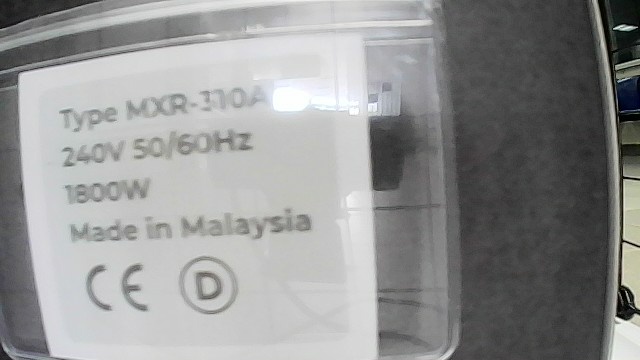 Type MXR-310A
240V 50/60Hz
1800W
Made in Malaysia
CE D